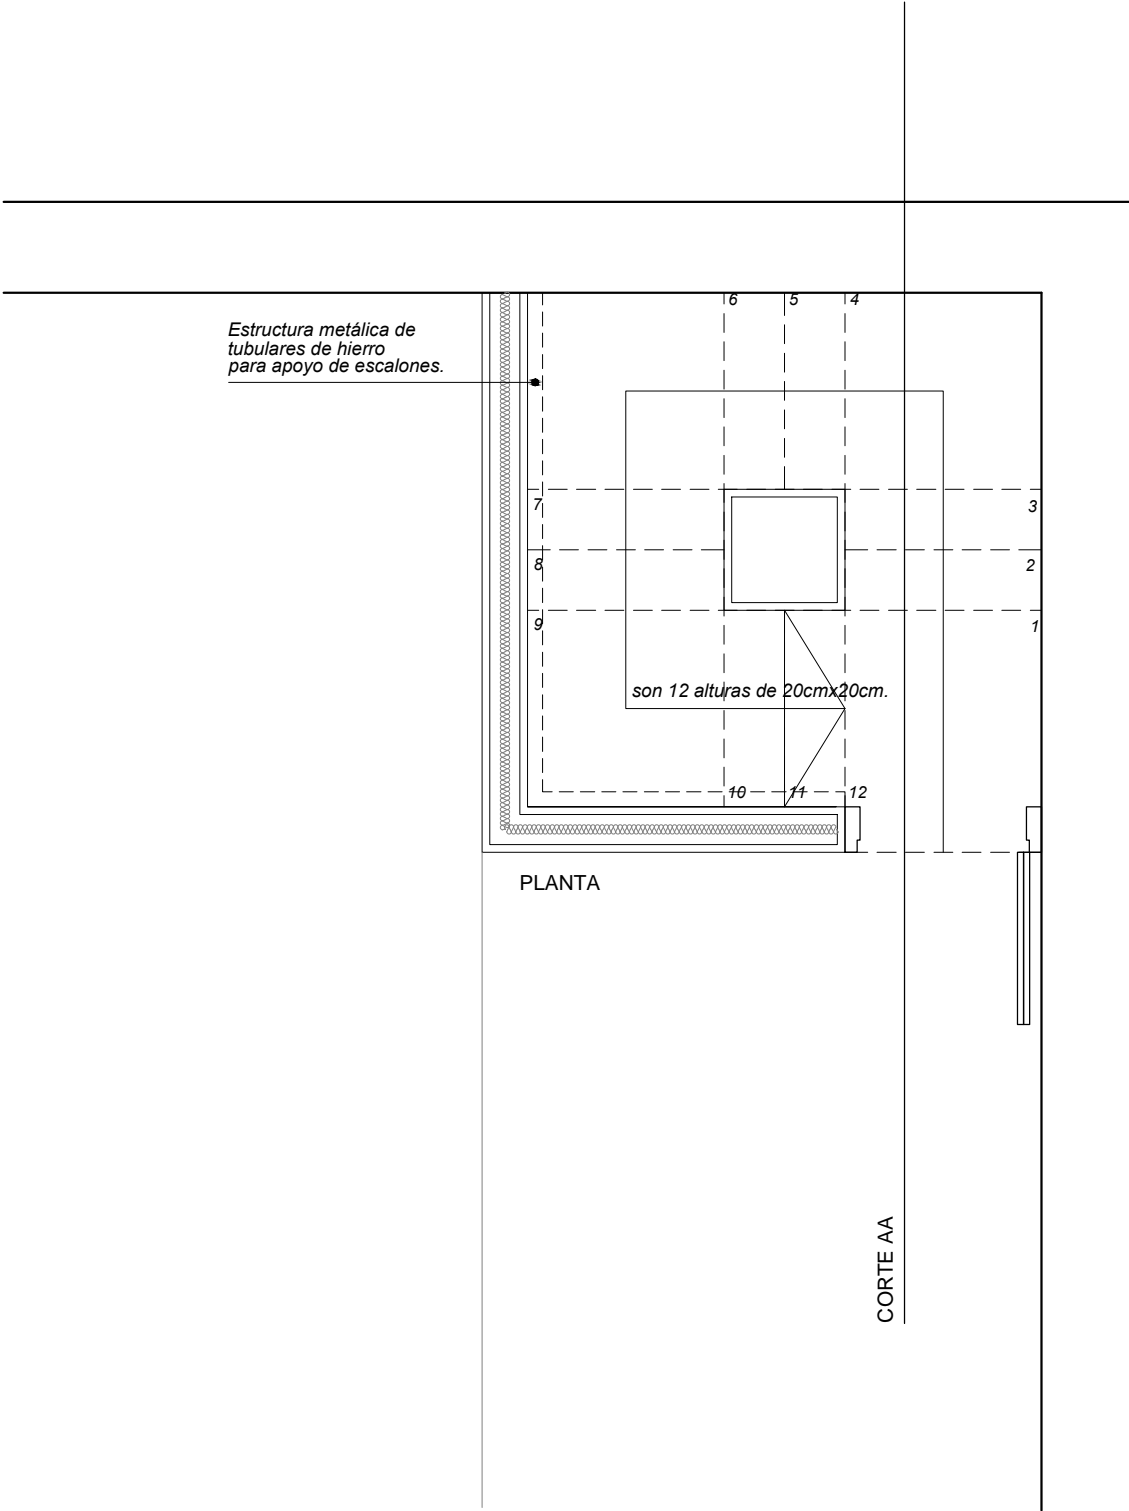 6 5 4
Estructura metálica de
tubulares de hierro
para apoyo de escalones.
7 3
8 2
9 1
son 12 alturas de 20cmx20cm.
10 11 12
PLANTA
CORTE AA